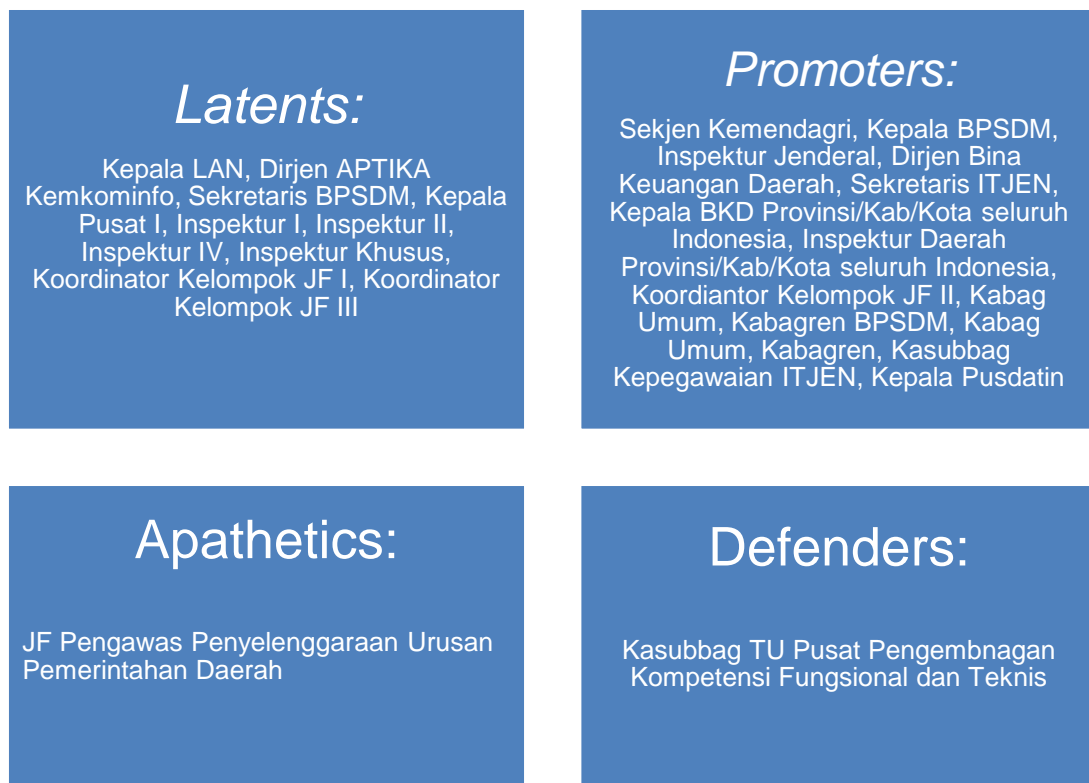 Latents:
Kepala LAN, Dirjen APTIKA
Kemkominfo, Sekretaris BPSDM, Kepala
Pusat I, Inspektur I, Inspektur II,
Inspektur IV, Inspektur Khusus,
Koordinator Kelompok JF I, Koordinator
Kelompok JF III
Promoters:
Sekjen Kemendagri, Kepala BPSDM,
Inspektur Jenderal, Dirjen Bina
Keuangan Daerah, Sekretaris ITJEN,
Kepala BKD Provinsi/Kab/Kota seluruh
Indonesia, Inspektur Daerah
Provinsi/Kab/Kota seluruh Indonesia,
Koordiantor Kelompok JF II, Kabag
Umum, Kabagren BPSDM, Kabag
Umum, Kabagren, Kasubbag
Kepegawaian ITJEN, Kepala Pusdatin
Apathetics:
JF Pengawas Penyelenggaraan Urusan
Pemerintahan Daerah
Defenders:
Kasubbag TU Pusat Pengembnagan
Kompetensi Fungsional dan Teknis